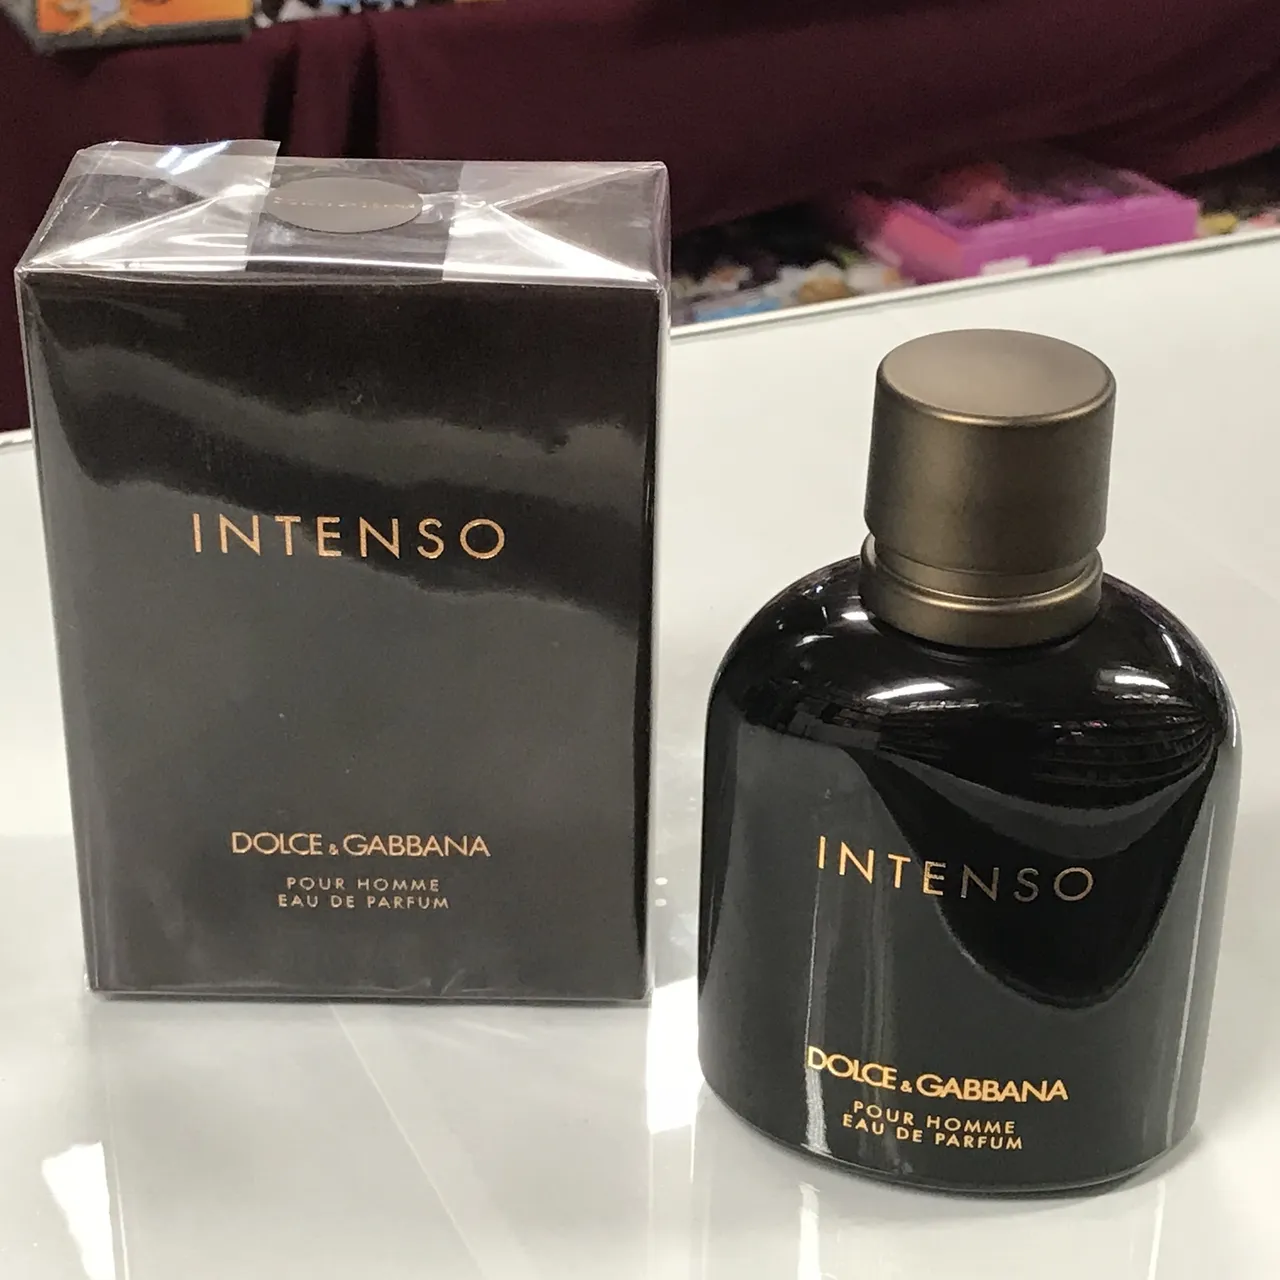 INTENSO
DOLCE & GABBANA
POUR HOMME
EAU DE PARFUM
INTENSO
DOLCE & GABBANA
POUR HOMME
EAU DE PARFUM